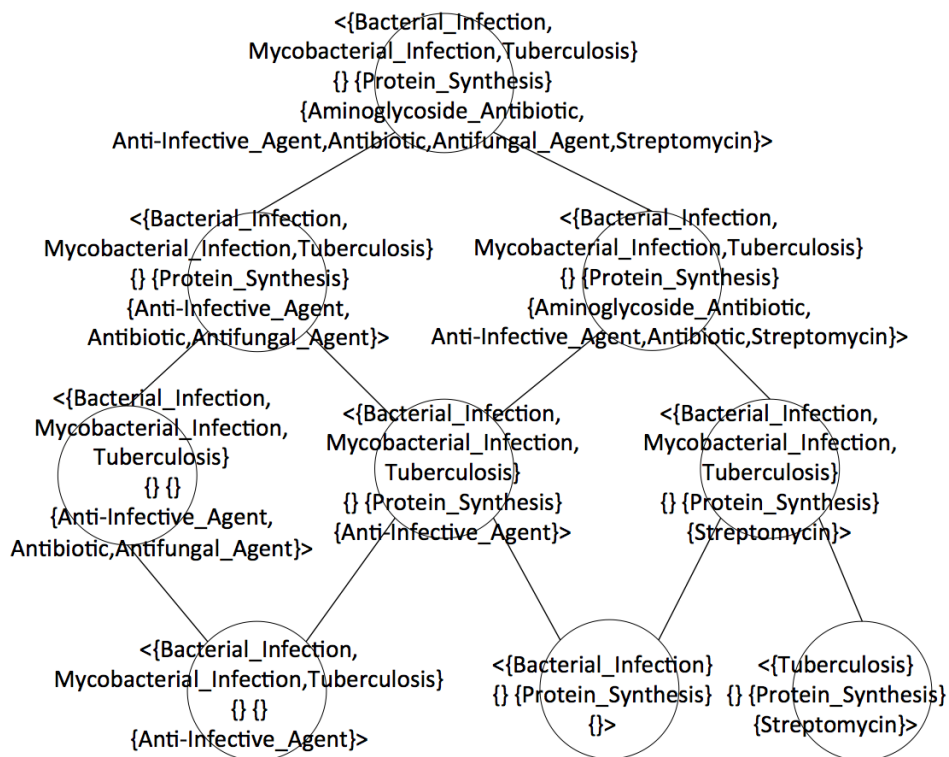 <{Bacterial_Infection,
Mycobacterial_Infection,Tuberculosis}
{} {Protein_Synthesis}
{Aminoglycoside_Antibiotic,
Anti-Infective_Agent,Antibiotic,Antifungal_Agent,Streptomycin}>
<{Bacterial_Infection,
Mycobacterial_Infection,Tuberculosis}
{} {Protein_Synthesis}
{Anti-Infective_Agent,
Antibiotic,Antifungal_Agent}>
<{Bacterial_Infection,
Mycobacterial_Infection,Tuberculosis}
{} {Protein_Synthesis}
{Aminoglycoside_Antibiotic,
Anti-Infective_Agent,Antibiotic,Streptomycin}>
<{Bacterial_Infection,
Mycobacterial_Infection,
Tuberculosis}
{} {}
{Anti-Infective_Agent,
Antibiotic,Antifungal_Agent}>
<{Bacterial_Infection,
Mycobacterial_Infection,
Tuberculosis}
{} {Protein_Synthesis}
{Anti-Infective_Agent}>
<{Bacterial_Infection,
Mycobacterial_Infection,
Tuberculosis}
{} {Protein_Synthesis}
{Streptomycin}>
<{Bacterial_Infection,
Mycobacterial_Infection,Tuberculosis}
{} {}
{Anti-Infective_Agent}>
<{Bacterial_Infection}
{} {Protein_Synthesis}
{}>
<{Tuberculosis}
{} {Protein_Synthesis}
{Streptomycin}>